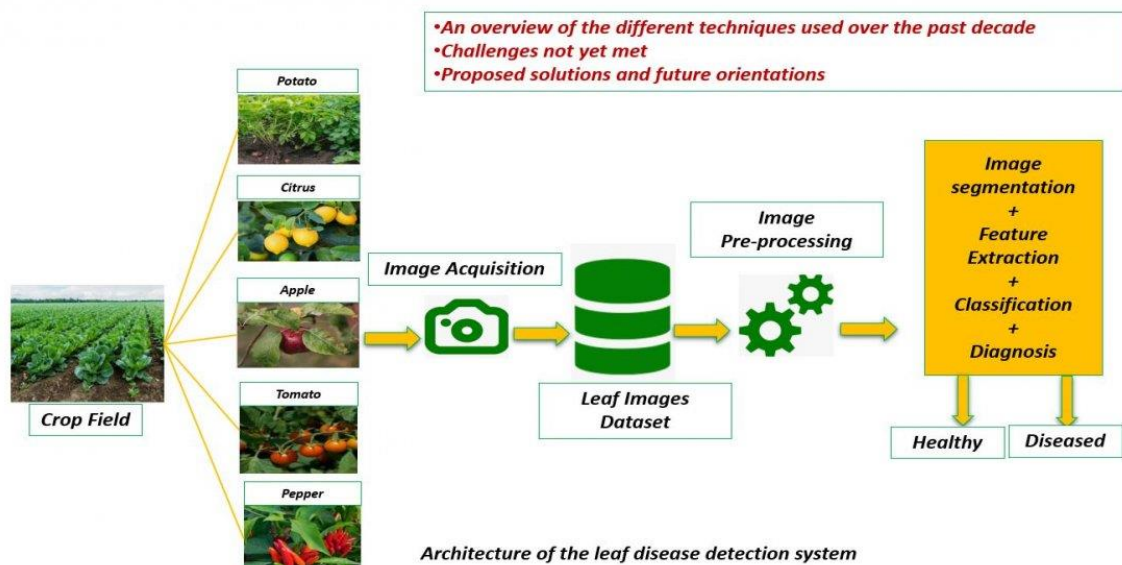 •An overview of the different techniques used over the past decade
•Challenges not yet met
•Proposed solutions and future orientations
Potato
Citrus
Apple
Tomato
Pepper
Crop Field
Image Acquisition
Leaf Images
Dataset
Image
Pre-processing
Image
segmentation
+
Feature
Extraction
+
Classification
+
Diagnosis
Healthy
Diseased
Architecture of the leaf disease detection system